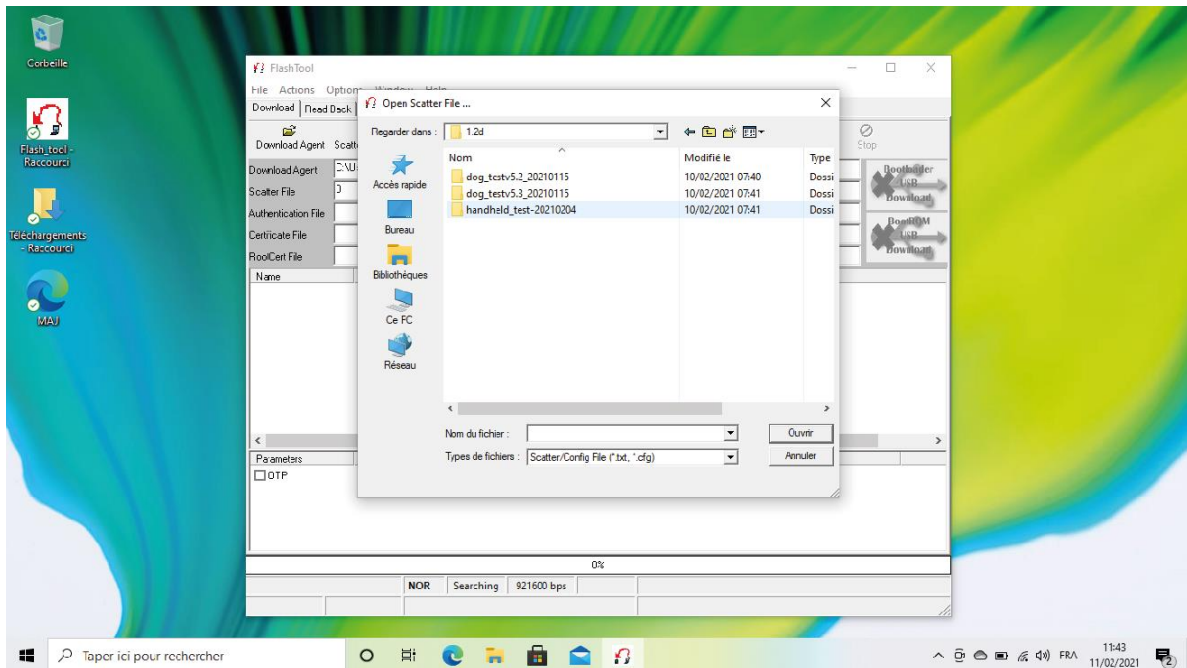 Corbeille
Flash_tool -
Raccourci
Téléchargements
- Raccourci
MAJ
FlashTool
File Actions Options Window Help
Download Read Back
Download Agent
Stop
Download Agent
Scatter File
Authentication File
Certificate File
Name
Parameters
OTP
Bootloader
USB
Download
BootROM
USB
Download
Open Scatter File ...
Regarder dans :
1.2d
Nom Modifié le Type
dog_testv5.2_20210115 10/02/2021 07:40 Dossi
dog_testv5.3_20210115 10/02/2021 07:41 Dossi
handheld_test-20210204 10/02/2021 07:41 Dossi
Accès rapide
Bureau
Bibliothèques
Ce PC
Réseau
Nom du fichier :
Ouvrir
Types de fichiers : Scatter/Config File (*.txt, *.cfg)
Annuler
0%
NOR Searching 921600 bps
Taper ici pour rechercher
FRA
11:43
11/02/2021
2